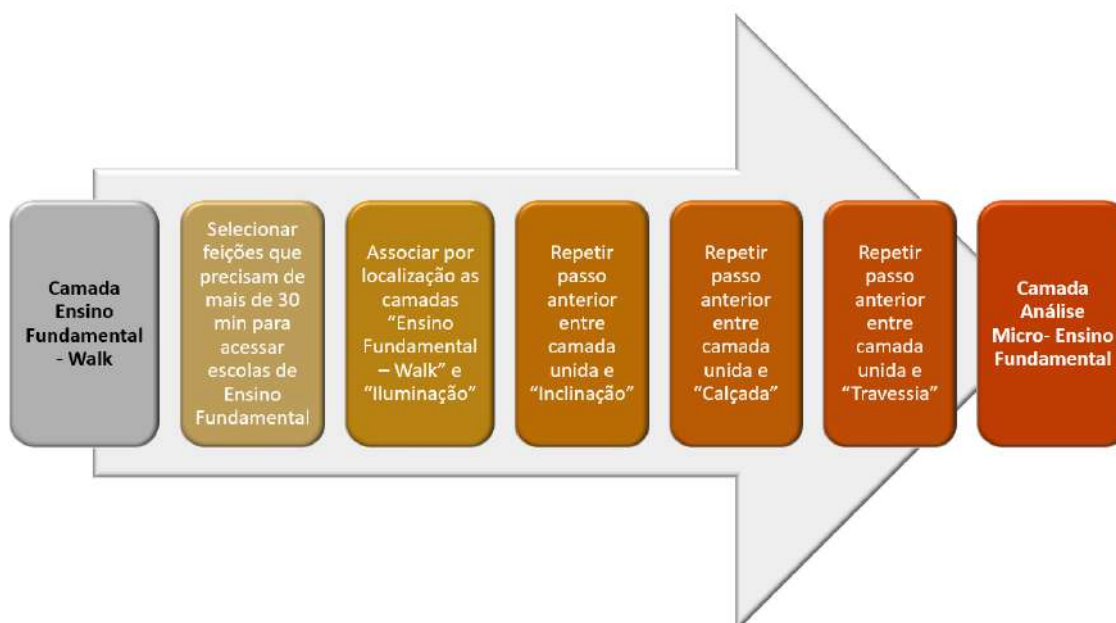 Camada
Ensino
Fundamental
- Walk
Selecionar
feições que
precisam de
mais de 30
min para
acessar
escolas de
Ensino
Fundamental
Associar por
localização as
camadas
"Ensino
Fundamental
– Walk" e
"Iluminação"
Repetir
passo
anterior
entre
camada
unida e
"Inclinação"
Repetir
passo
anterior
entre
camada
unida e
"Calçada"
Repetir
passo
anterior
entre
camada
unida e
"Travessia"
Camada
Análise
Micro- Ensino
Fundamental